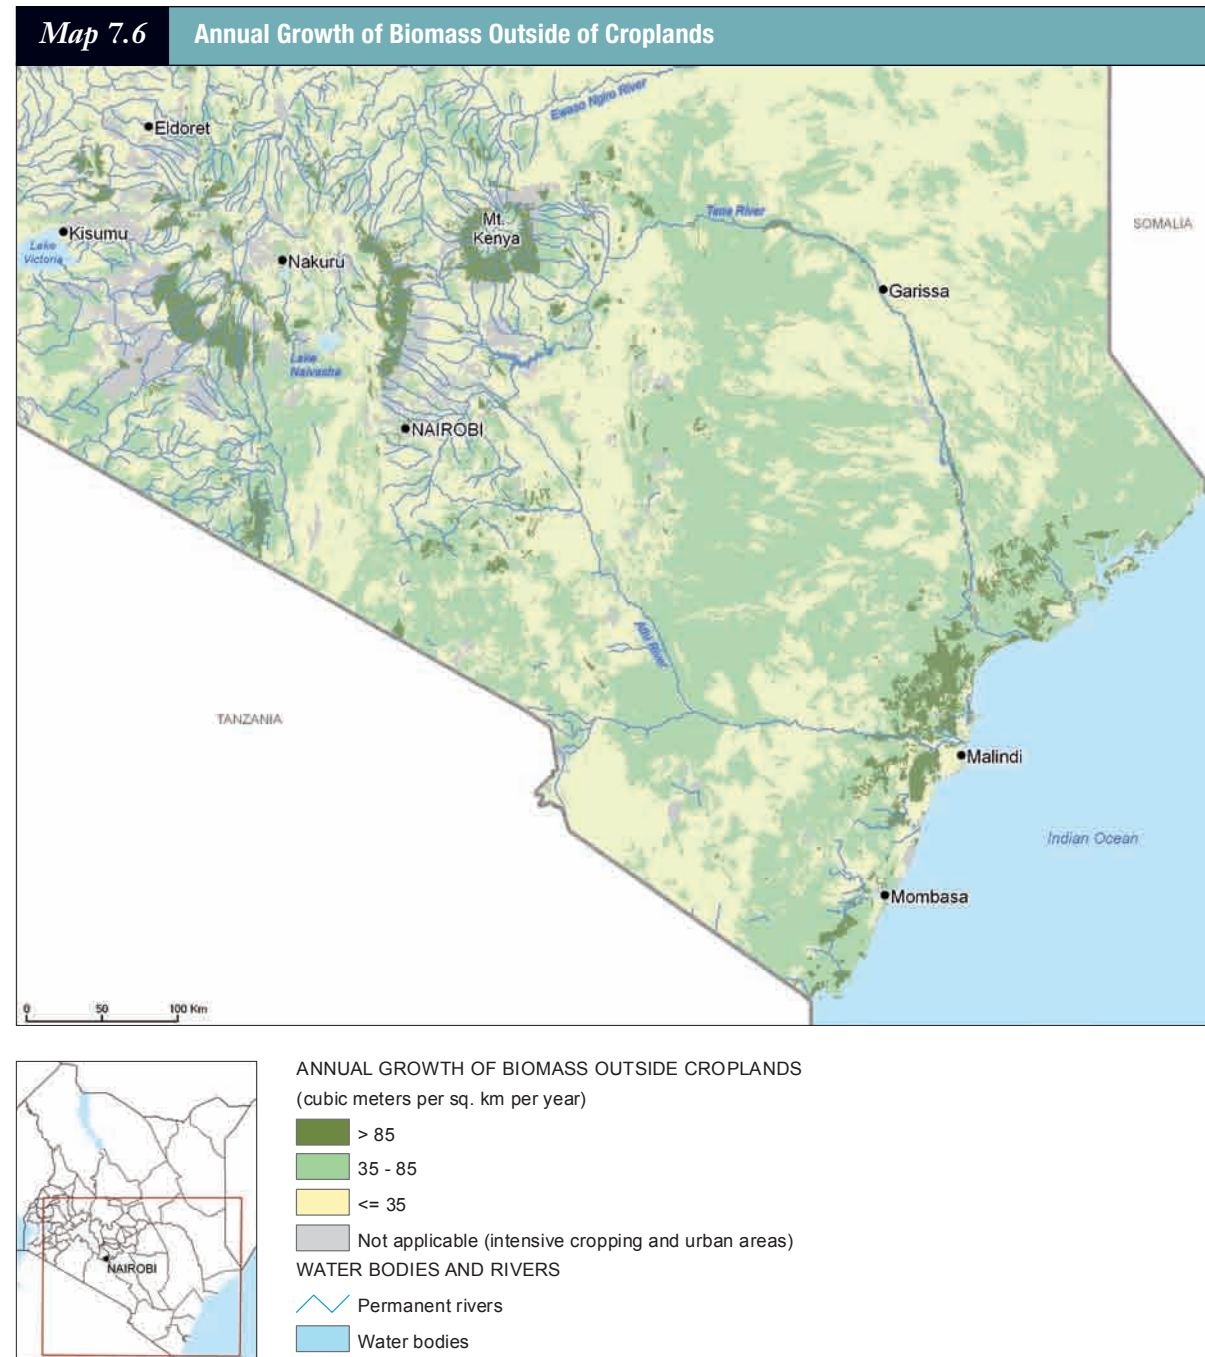 Map 7.6
Annual Growth of Biomass Outside of Croplands
Ewaso Ngiro River
Eldoret
Mt.
Kenya
Tana River
SOMALIA
Kisumu
Lake
Victoria
Nakuru
Garissa
Lake
Naivasha
NAIROBI
Athi River
TANZANIA
Malindi
Indian Ocean
Mombasa
0 50 100 Km
NAIROBI
ANNUAL GROWTH OF BIOMASS OUTSIDE CROPLANDS
(cubic meters per sq. km per year)
> 85
35 - 85
<= 35
Not applicable (intensive cropping and urban areas)
WATER BODIES AND RIVERS
Permanent rivers
Water bodies